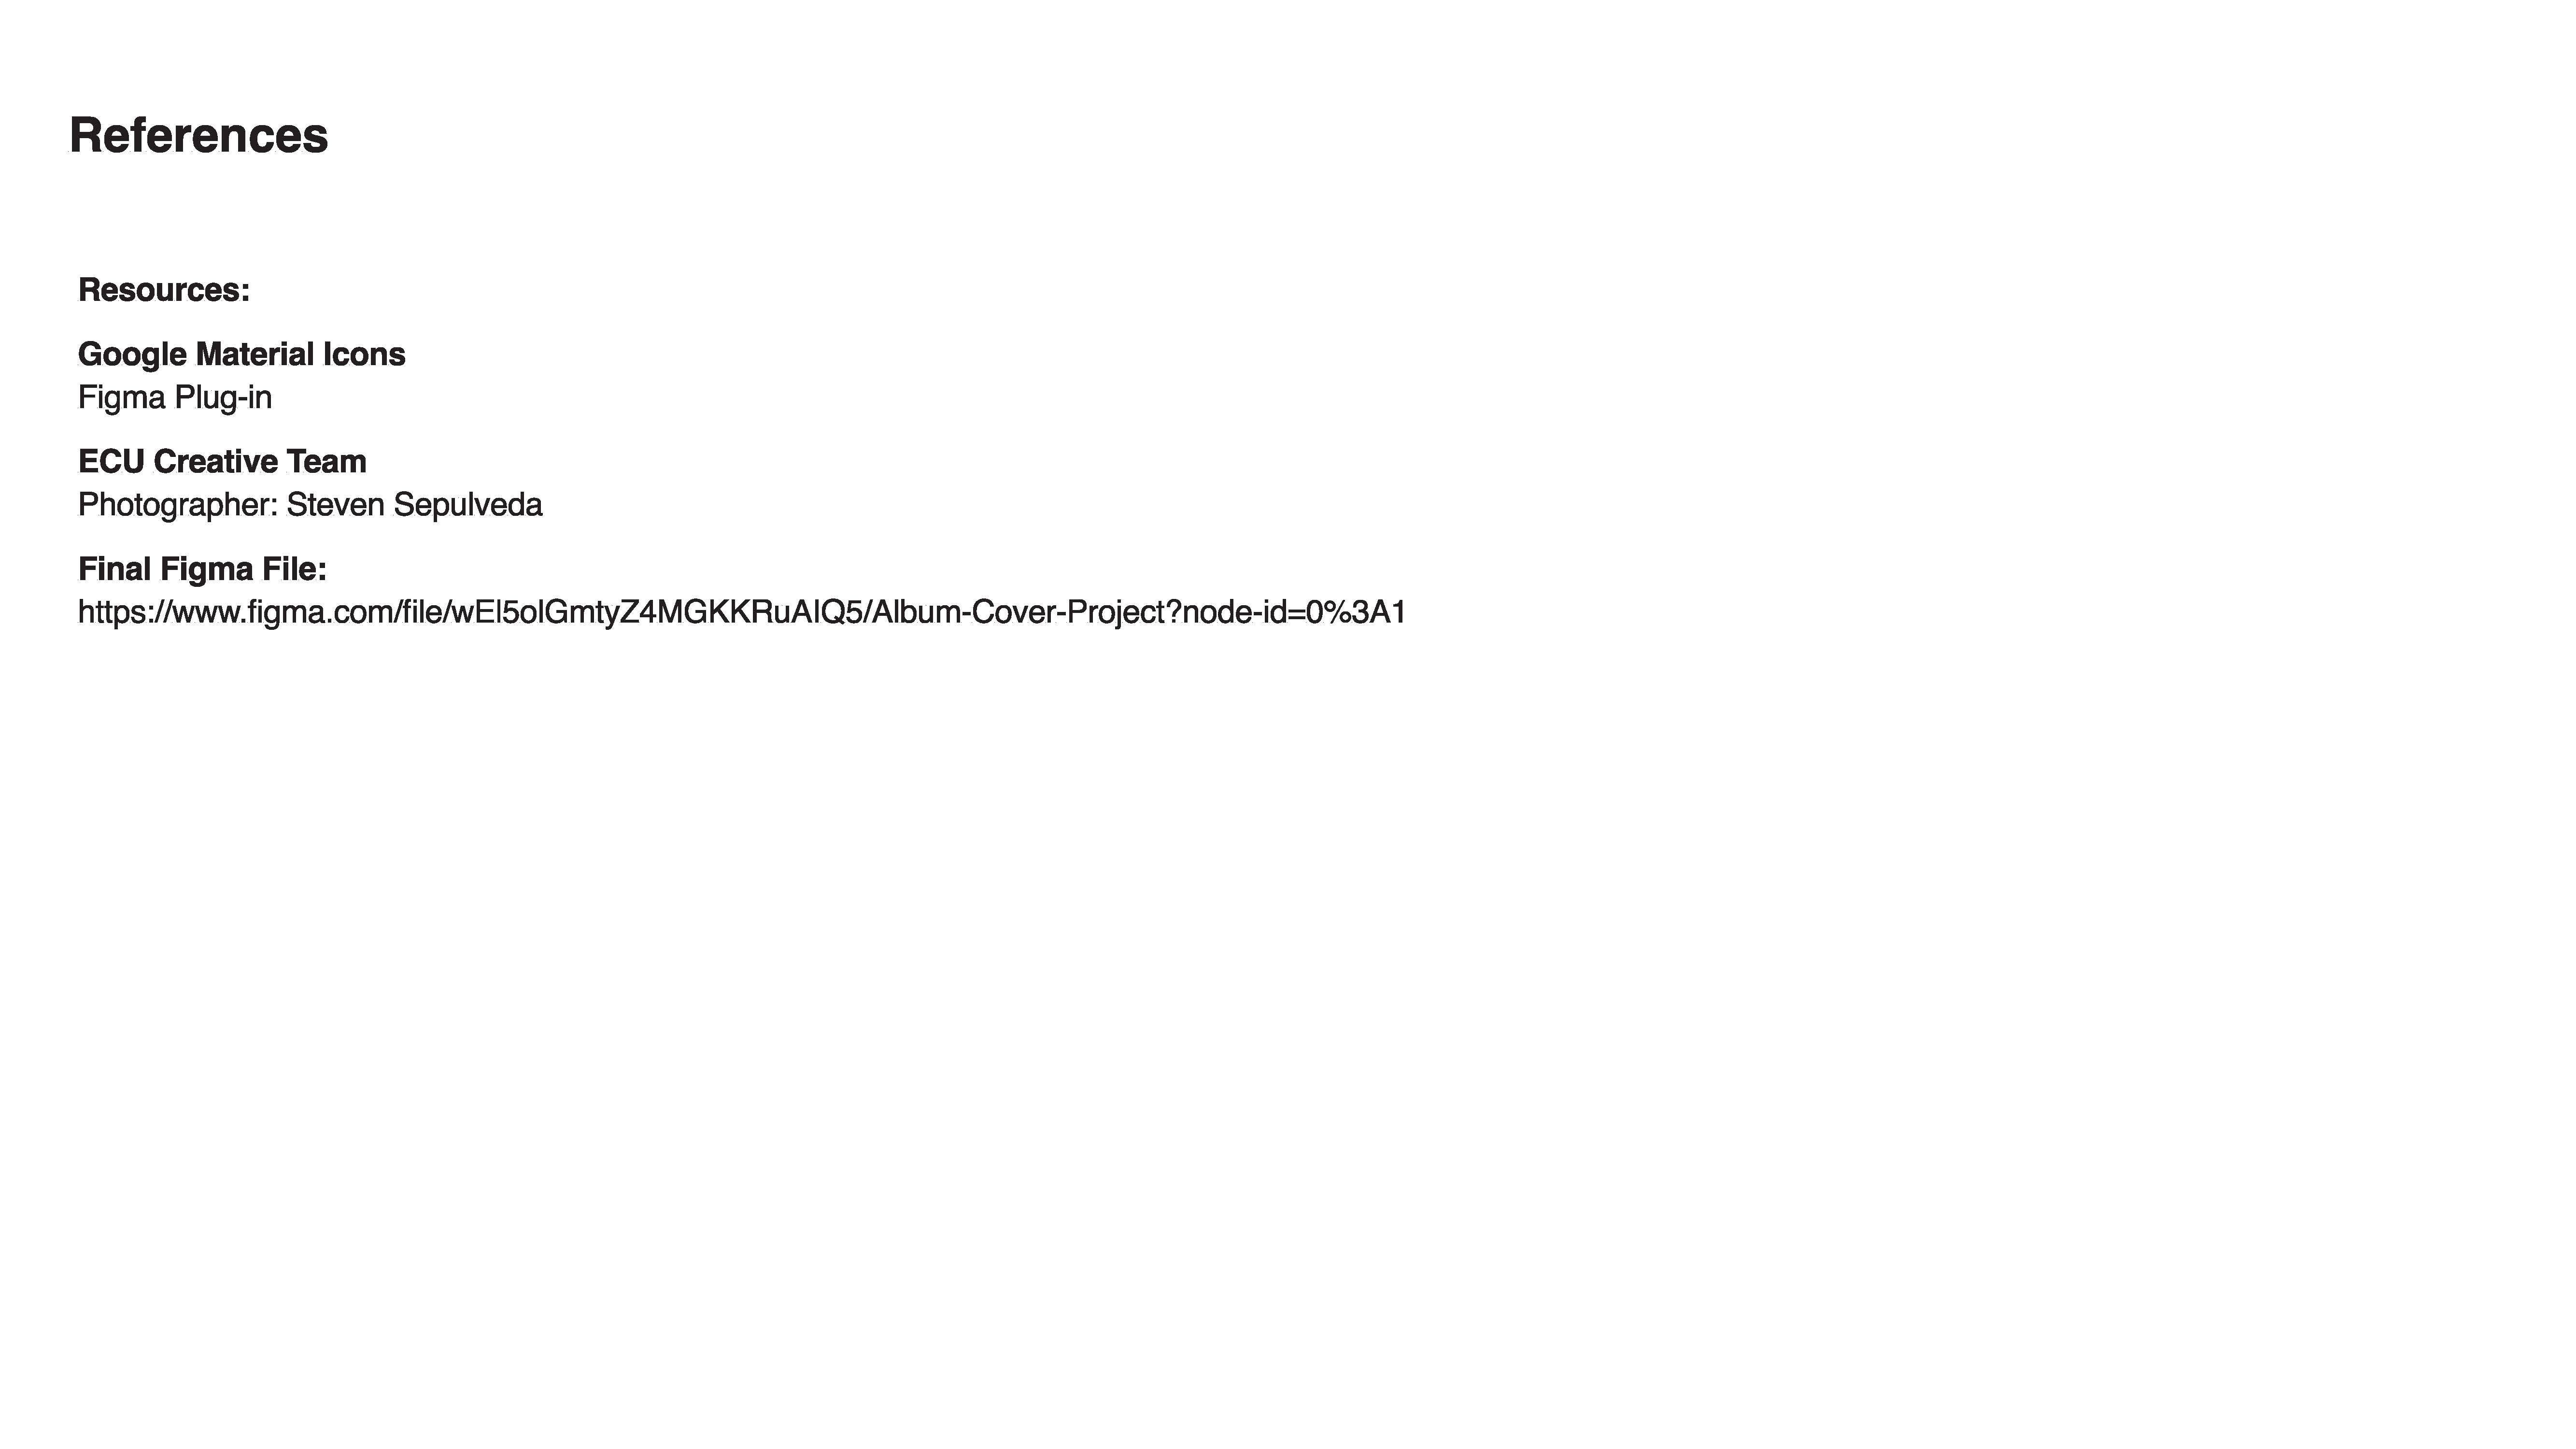 References
Resources:
Google Material Icons
Figma Plug-in
ECU Creative Team
Photographer: Steven Sepulveda
Final Figma File:
https://www.figma.com/file/wEl5olGmtyZ4MGKKRuAlQ5/Album-Cover-Project?node-id=0%3A1